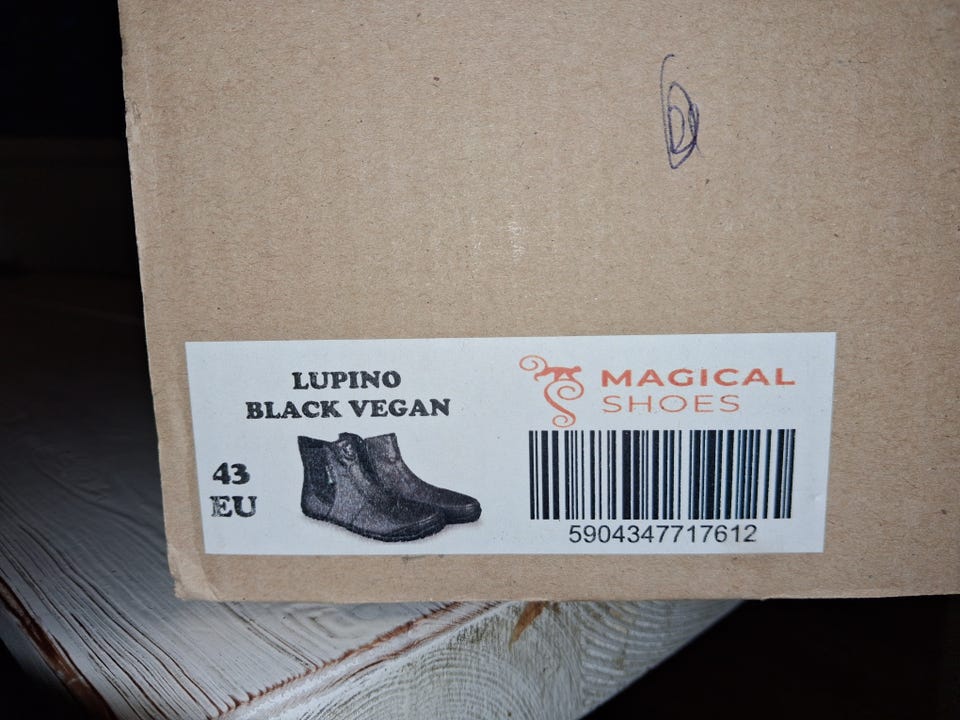 LUPINO
BLACK VEGAN
43
EU
MAGICAL
SHOES
5904347717612